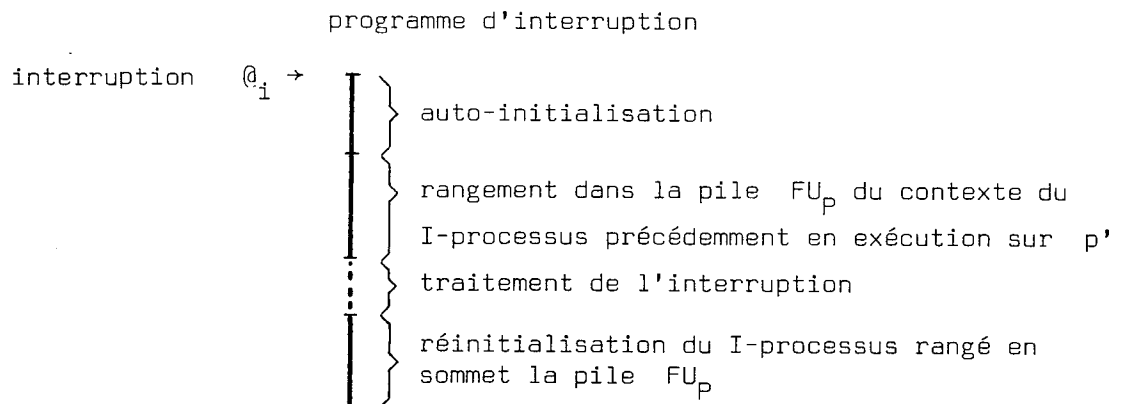 programme d'interruption
interruption @i →
auto-initialisation
rangement dans la pile FUp du contexte du
I-processus précédemment en exécution sur p'
traitement de l'interruption
réinitialisation du I-processus rangé en
sommet la pile FUp